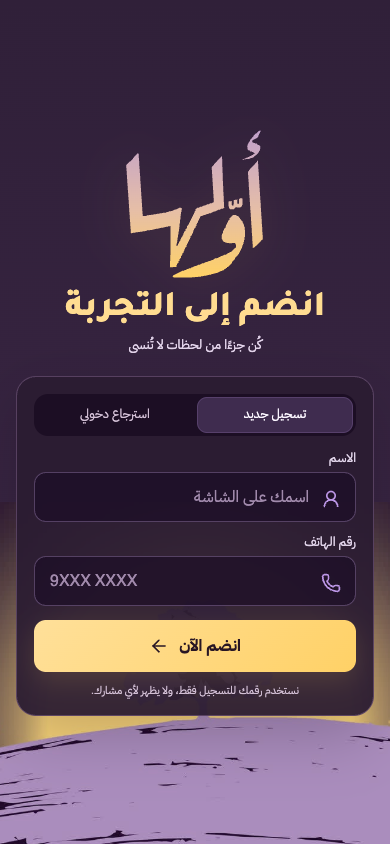 أوّلها
انضم إلى التجربة
كُن جزءًا من لحظات لا تُنسى
تسجيل جديد
استرجاع دخولي
الاسم
اسمك على الشاشة
رقم الهاتف
9XXX XXXX
انضم الآن ←
نستخدم رقمك للتسجيل فقط، ولا يظهر لأي مشارك.